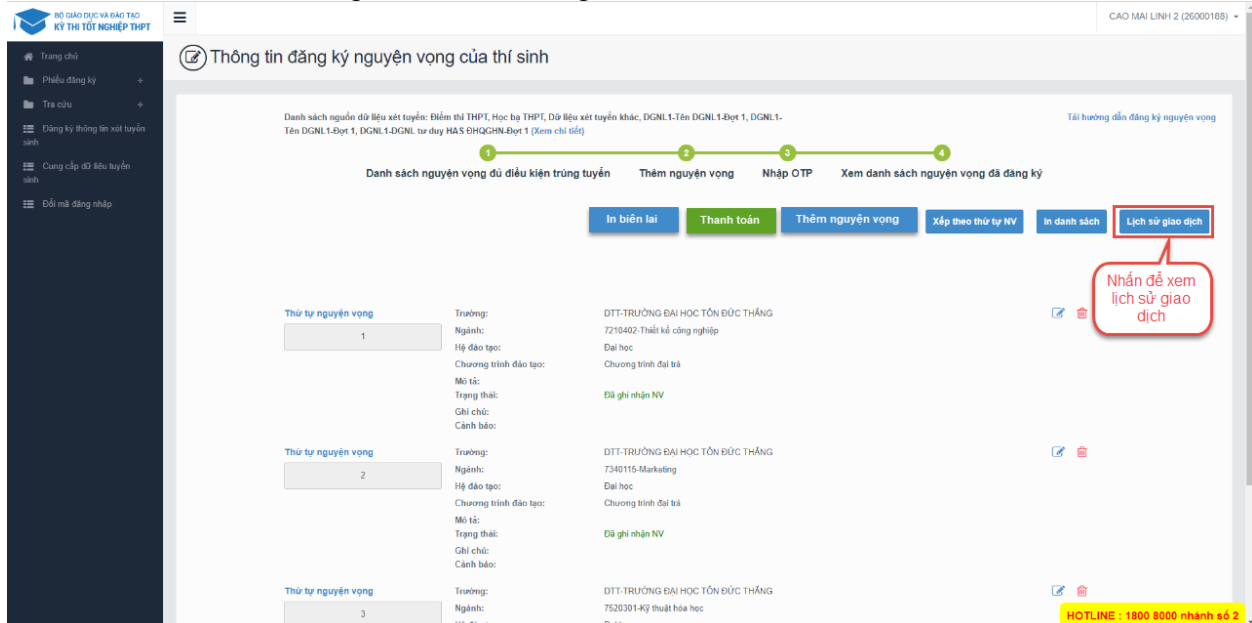 BỘ GIÁO DỤC VÀ ĐÀO TẠO
KỲ THI TỐT NGHIỆP THPT
CAO MAI LINH 2 (26000188)
Trang chủ
Phiếu đăng ký +
Tra cứu +
Đăng ký thông tin xét tuyển
sinh
Cung cấp dữ liệu tuyển
sinh
Đổi mã đăng nhập
Thông tin đăng ký nguyện vọng của thí sinh
Danh sách nguồn dữ liệu xét tuyển: Điểm thi THPT, Học bạ THPT, Dữ liệu xét tuyển khác, DGNL1-Tên DGNL1-Đợt 1, DGNL1-
Tên DGNL1-Đợt 1, DGNL1-DGNL tư duy HAS ĐHQGHN-Đợt 1 (Xem chi tiết)
Tải hướng dẫn đăng ký nguyện vọng
1 2 3 4
Danh sách nguyện vọng đủ điều kiện trúng tuyển Thêm nguyện vọng Nhập OTP Xem danh sách nguyện vọng đã đăng ký
In biên lai Thanh toán Thêm nguyện vọng Xếp theo thứ tự NV In danh sách Lịch sử giao dịch
Nhấn để xem
lịch sử giao
dịch
Thứ tự nguyện vọng
1
Trường: DTT-TRƯỜNG ĐẠI HỌC TÔN ĐỨC THẮNG
Ngành: 7210402-Thiết kế công nghiệp
Hệ đào tạo: Đại học
Chương trình đào tạo: Chương trình đại trà
Mô tả:
Trạng thái: Đã ghi nhận NV
Ghi chú:
Cảnh báo:
Thứ tự nguyện vọng
2
Trường: DTT-TRƯỜNG ĐẠI HỌC TÔN ĐỨC THẮNG
Ngành: 7340115-Marketing
Hệ đào tạo: Đại học
Chương trình đào tạo: Chương trình đại trà
Mô tả:
Trạng thái: Đã ghi nhận NV
Ghi chú:
Cảnh báo:
Thứ tự nguyện vọng
3
Trường: DTT-TRƯỜNG ĐẠI HỌC TÔN ĐỨC THẮNG
Ngành: 7520301-Kỹ thuật hóa học
HOTLINE : 1800 8000 nhánh số 2